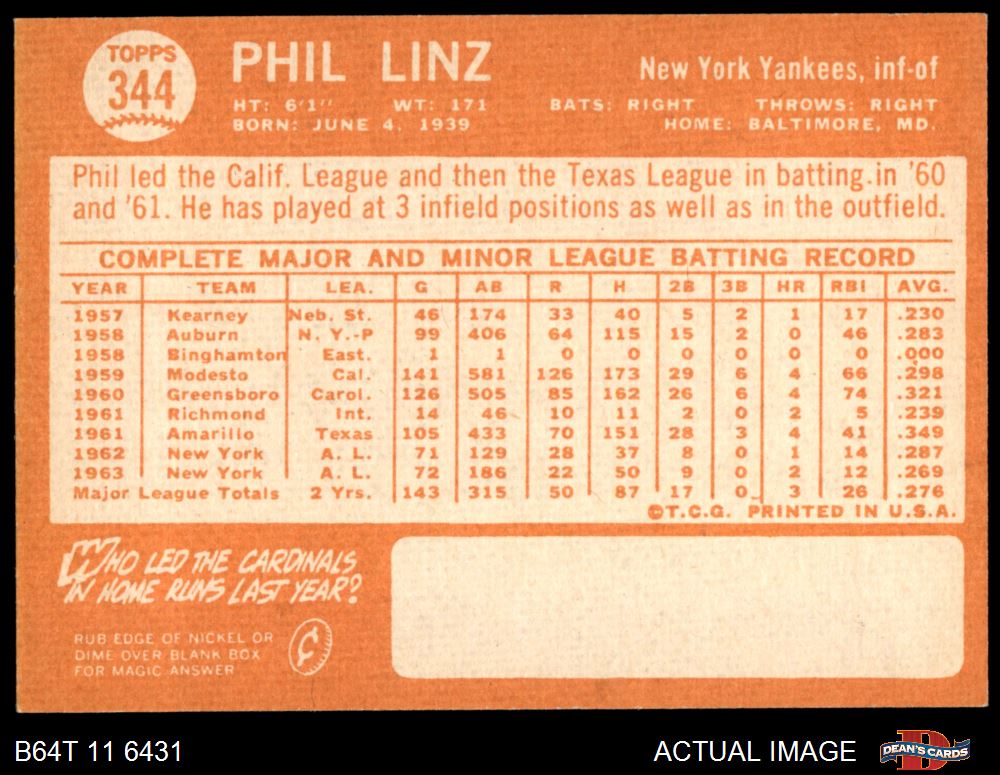 TOPPS
344
PHIL LINZ
New York Yankees, inf-of
HT: 6'1" WT: 171 BATS: RIGHT THROWS: RIGHT
BORN: JUNE 4, 1939 HOME: BALTIMORE, MD.
Phil led the Calif. League and then the Texas League in batting in '60
and '61. He has played at 3 infield positions as well as in the outfield.
COMPLETE MAJOR AND MINOR LEAGUE BATTING RECORD
YEAR TEAM LEA. G AB R H 2B 3B HR RBI AVG.
1957 Kearney Neb. St. 46 174 33 40 5 2 1 17 .230
1958 Auburn N. Y.-P 99 406 64 115 15 2 0 46 .283
1958 Binghamton East. 1 1 0 0 0 0 0 0 .000
1959 Modesto Cal. 141 581 126 173 29 6 4 66 .298
1960 Greensboro Carol. 126 505 85 162 26 6 4 74 .321
1961 Richmond Int. 14 46 10 11 2 0 2 5 .239
1961 Amarillo Texas 105 433 70 151 28 3 4 41 .349
1962 New York A. L. 71 129 28 37 8 0 1 14 .287
1963 New York A. L. 72 186 22 50 9 0 2 12 .269
Major League Totals 2 Yrs. 143 315 50 87 17 0 3 26 .276
©T.C.G. PRINTED IN U.S.A.
WHO LED THE CARDINALS
IN HOME RUNS LAST YEAR?
RUB EDGE OF NICKEL OR
DIME OVER BLANK BOX
FOR MAGIC ANSWER
¢
B64T 11 6431
ACTUAL IMAGE
D
DEAN'S CARDS